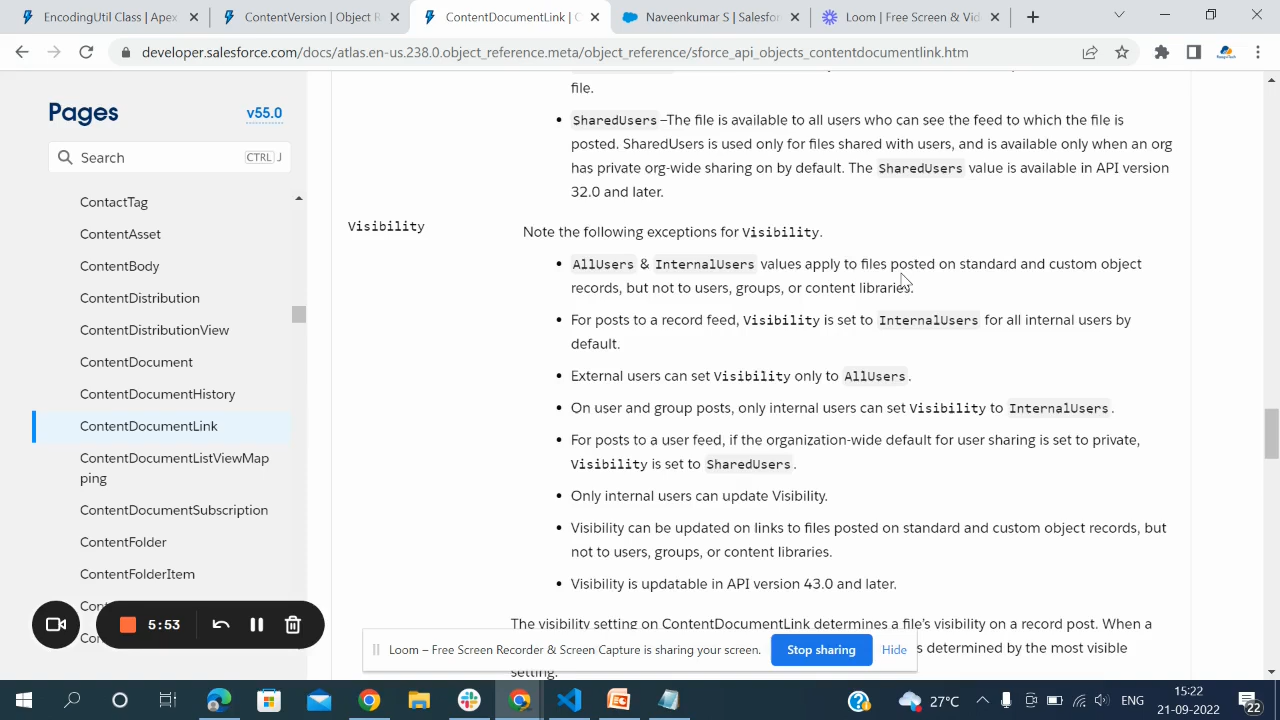 EncodingUtil Class | Apex
ContentVersion | Object R
ContentDocumentLink | O
Naveenkumar S | Salesfor
Loom | Free Screen & Vid
developer.salesforce.com/docs/atlas.en-us.238.0.object_reference.meta/object_reference/sforce_api_objects_contentdocumentlink.htm
Pages
v55.0
Search
CTRL J
ContactTag
ContentAsset
ContentBody
ContentDistribution
ContentDistributionView
ContentDocument
ContentDocumentHistory
ContentDocumentLink
ContentDocumentListViewMap
ping
ContentDocumentSubscription
ContentFolder
ContentFolderItem
file.
• SharedUsers—The file is available to all users who can see the feed to which the file is
posted. SharedUsers is used only for files shared with users, and is available only when an org
has private org-wide sharing on by default. The SharedUsers value is available in API version
32.0 and later.
Visibility
Note the following exceptions for Visibility.
• AllUsers & InternalUsers values apply to files posted on standard and custom object
records, but not to users, groups, or content libraries.
• For posts to a record feed, Visibility is set to InternalUsers for all internal users by
default.
• External users can set Visibility only to AllUsers.
• On user and group posts, only internal users can set Visibility to InternalUsers.
• For posts to a user feed, if the organization-wide default for user sharing is set to private,
Visibility is set to SharedUsers.
• Only internal users can update Visibility.
• Visibility can be updated on links to files posted on standard and custom object records, but
not to users, groups, or content libraries.
• Visibility is updatable in API version 43.0 and later.
The visibility setting on ContentDocumentLink determines a file's visibility on a record post. When a
s determined by the most visible
setting.
5:53
Loom – Free Screen Recorder & Screen Capture is sharing your screen.
Stop sharing
Hide
27°C
ENG
15:22
21-09-2022
22